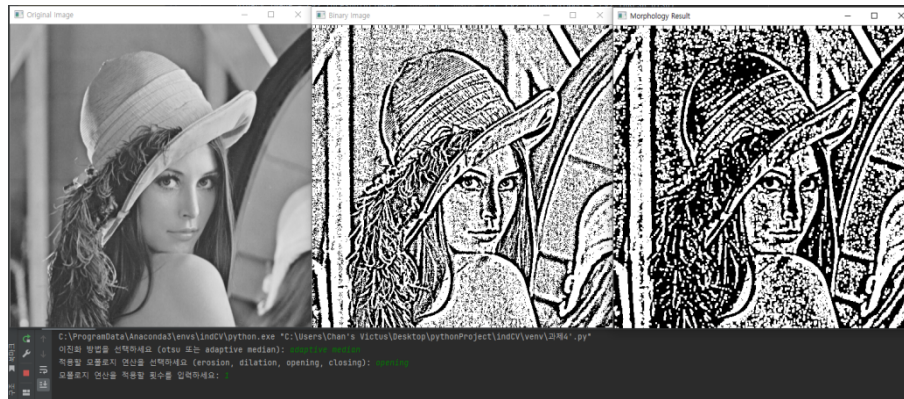 Original image
Binary Image
Morphology Result
C:\ProgramData\Anaconda3\envs\indCV\python.exe "C:\Users\Chan's Victus\Desktop\pythonProject\indCV\venv\과제4'.py"
이진화 방법을 선택하세요 (otsu 또는 adaptive median): adaptive median
적용할 모폴로지 연산을 선택하세요 (erosion, dilation, opening, closing): opening
모폴로지 연산을 적용할 횟수를 입력하세요: